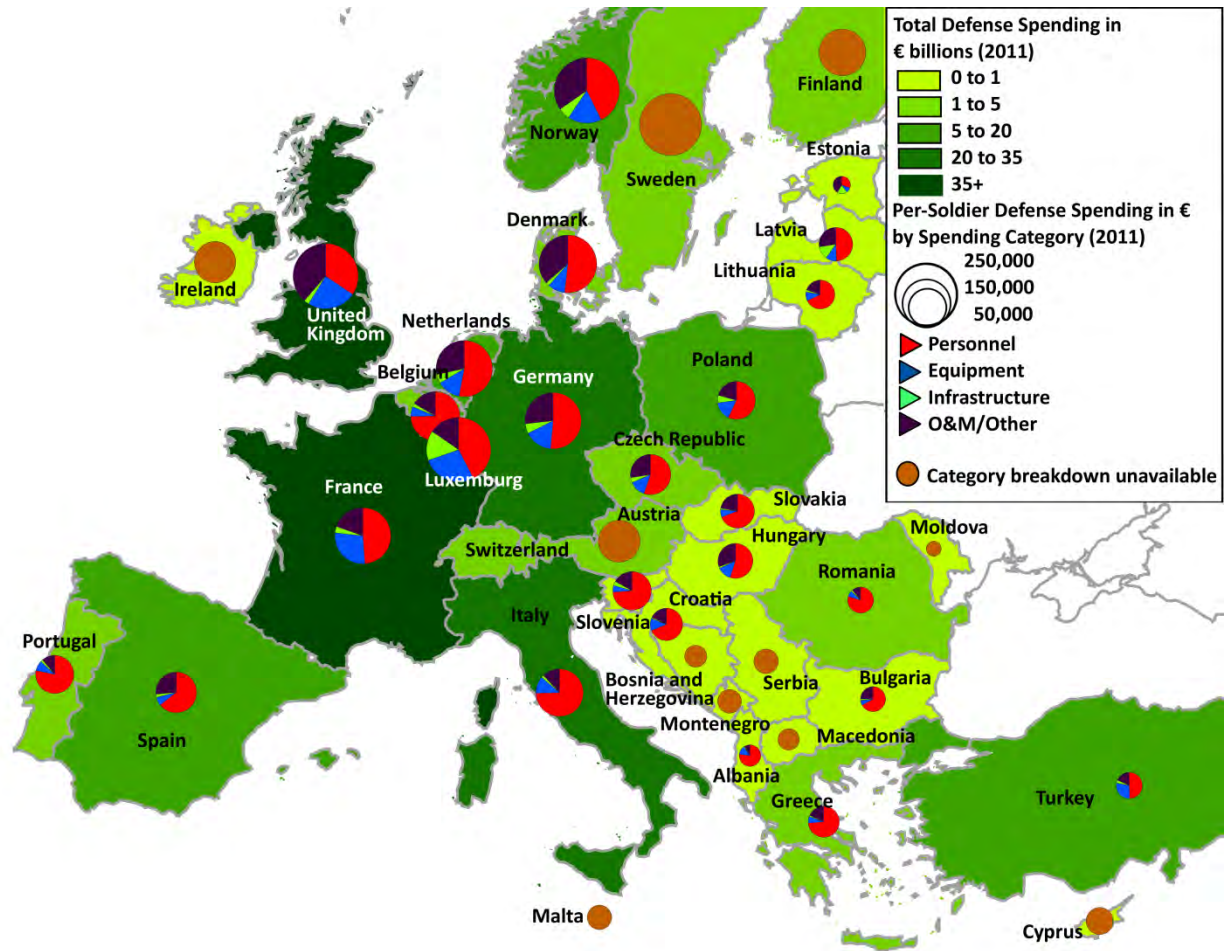 Total Defense Spending in
€ billions (2011)
0 to 1
1 to 5
5 to 20
20 to 35
35+
Per-Soldier Defense Spending in €
by Spending Category (2011)
250,000
150,000
50,000
Personnel
Equipment
Infrastructure
O&M/Other
Category breakdown unavailable
Finland
Norway
Sweden
Estonia
Denmark
Latvia
Lithuania
Ireland
United
Kingdom
Netherlands
Belgium
Germany
Poland
Czech Republic
Luxemburg
France
Slovakia
Austria
Moldova
Hungary
Switzerland
Romania
Italy
Croatia
Slovenia
Portugal
Bosnia and
Herzegovina
Serbia
Bulgaria
Montenegro
Macedonia
Spain
Albania
Greece
Turkey
Malta
Cyprus